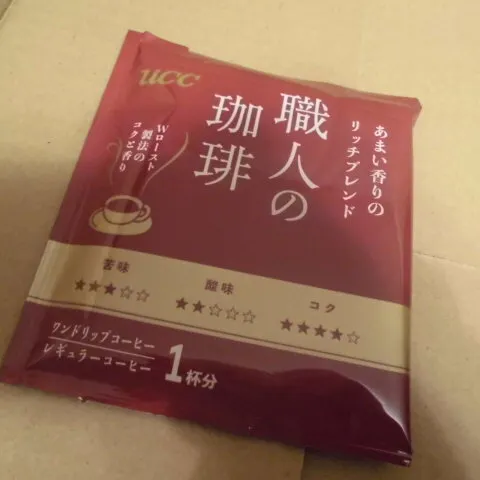 ucc
あまい香りの
リッチブレンド
職人の
珈琲
Wロースト
製法の
コクと香り
苦味
★★★☆☆
酸味
★★☆☆☆
コク
★★★★☆
ワンドリップコーヒー
レギュラーコーヒー
1杯分